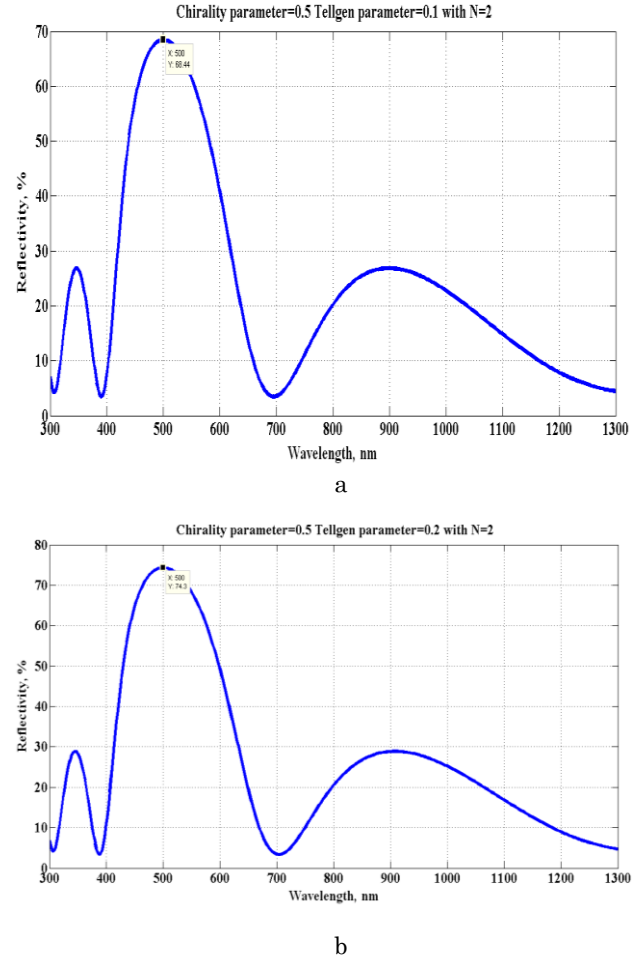 Chirality parameter=0.5 Tellgen parameter=0.1 with N=2
70
60
50
40
30
20
10
0
Reflectivity, %
X: 500
Y: 68.44
300 400 500 600 700 800 900 1000 1100 1200 1300
Wavelength, nm
a
Chirality parameter=0.5 Tellgen parameter=0.2 with N=2
80
70
60
50
40
30
20
10
0
Reflectivity, %
X: 500
Y: 74.3
300 400 500 600 700 800 900 1000 1100 1200 1300
Wavelength, nm
b